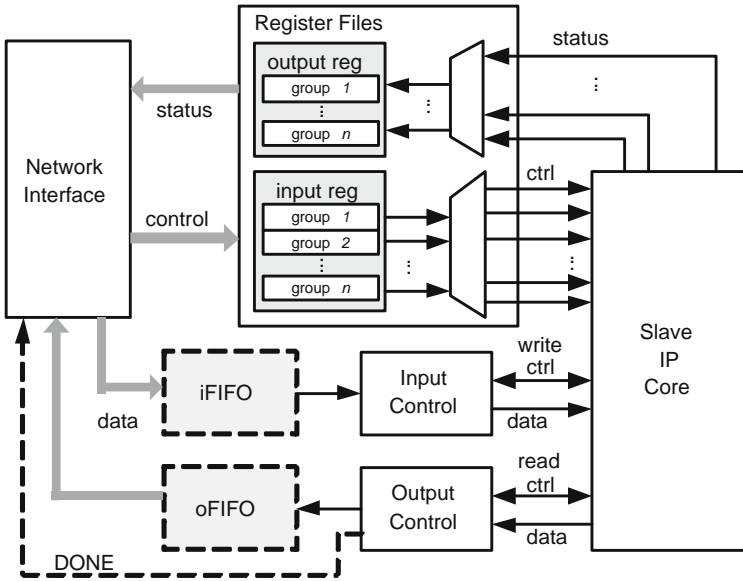 Register Files
output reg
group 1
group n
status
status
Network
Interface
control
input reg
group 1
group 2
group n
ctrl
Slave
IP
Core
iFIFO
data
Input
Control
write
ctrl
data
oFIFO
Output
Control
read
ctrl
data
DONE